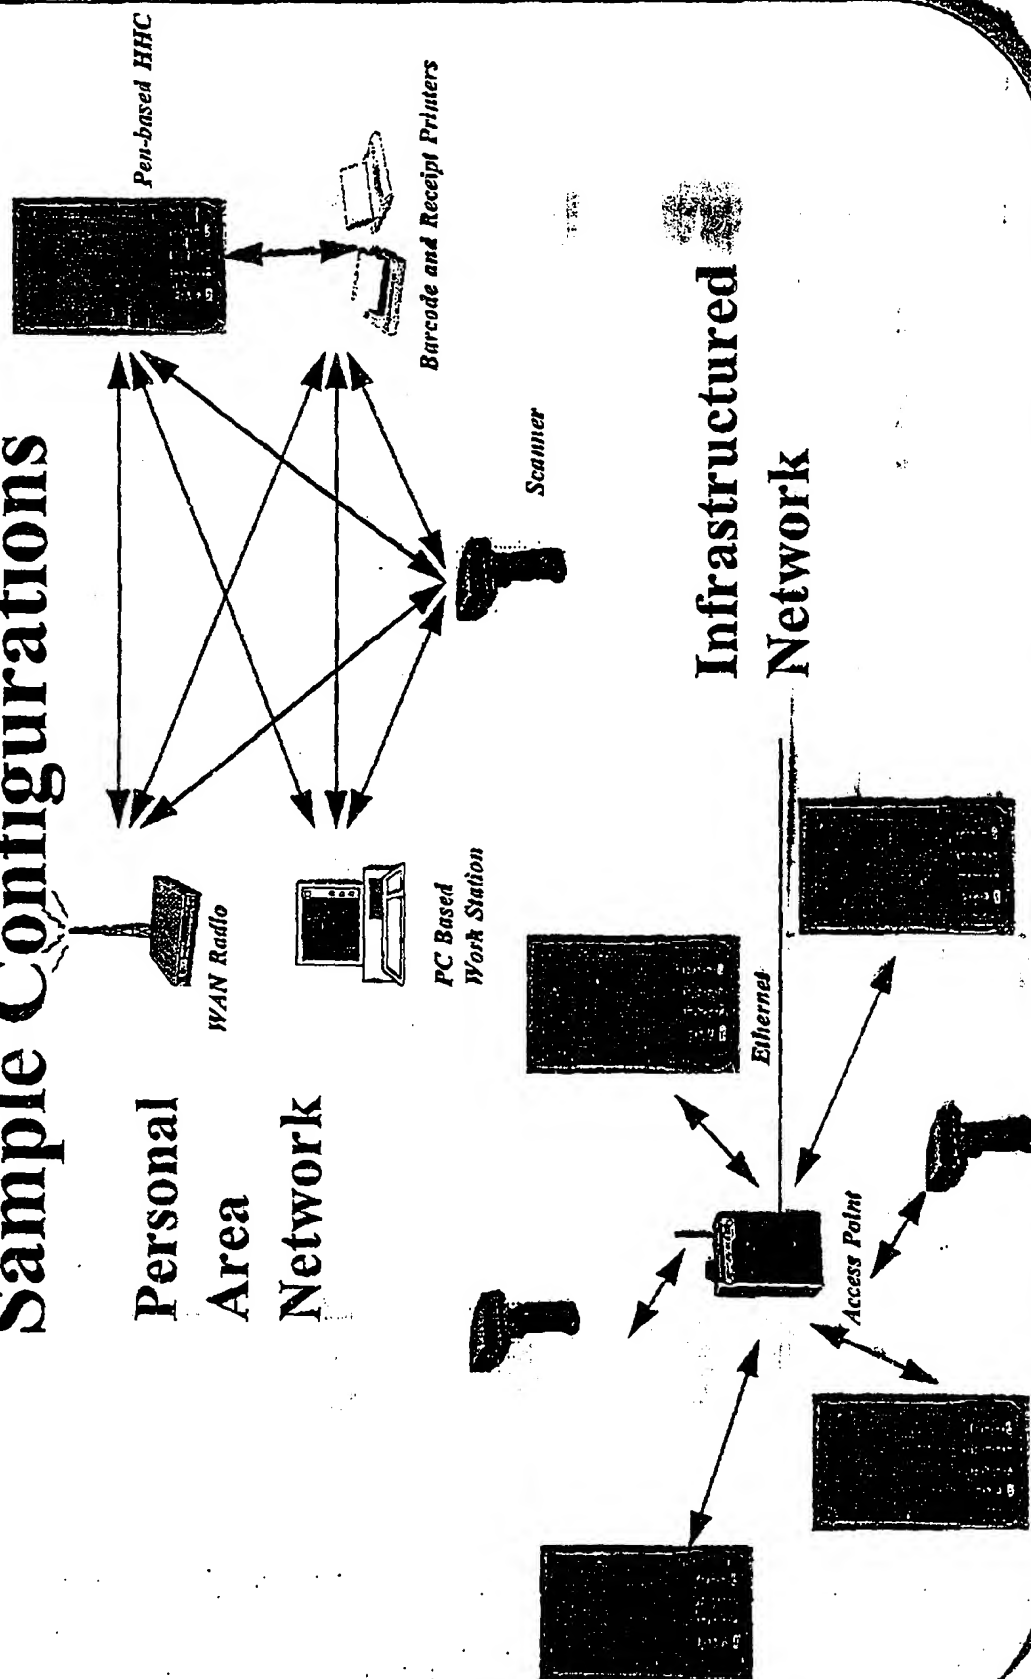 Sample Configurations
Personal
Area
Network
WAN Radio
PC Based
Work Station
Pen-based HHC
Barcode and Receipt Printers
Scanner
Infrastructured
Network
Ethernet
Access Point